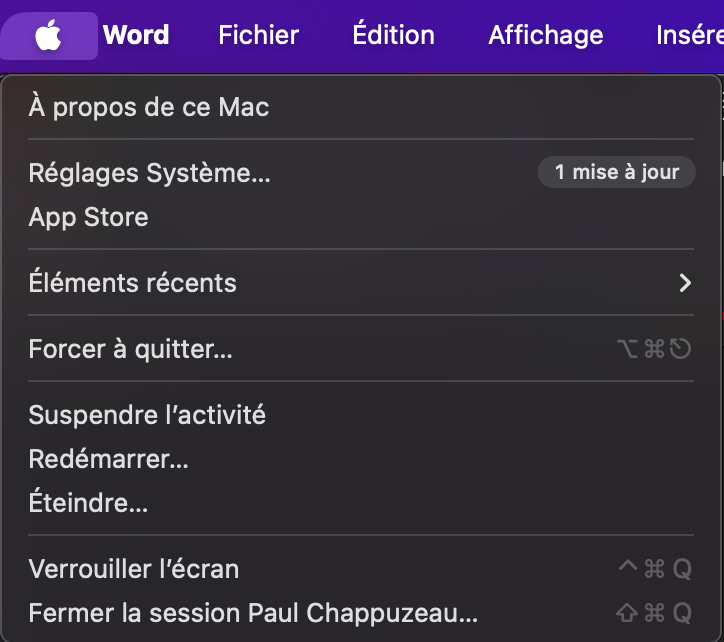 Word Fichier Édition Affichage Insére
À propos de ce Mac
Réglages Système... 1 mise à jour
App Store
Éléments récents
Forcer à quitter... ⌥⌘⎋
Suspendre l’activité
Redémarrer...
Éteindre...
Verrouiller l’écran ^⌘Q
Fermer la session Paul Chappuzeau... ⇧⌘Q